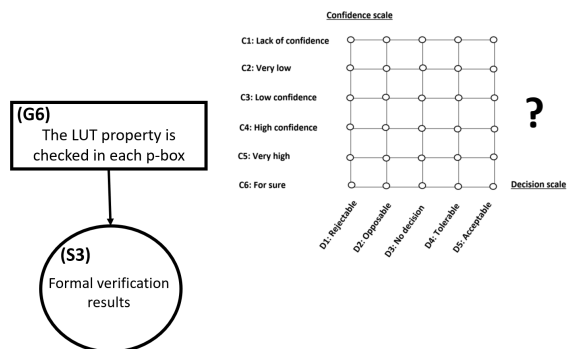 (G6)
The LUT property is
checked in each p-box
(S3)
Formal verification
results
Confidence scale
C1: Lack of confidence
C2: Very low
C3: Low confidence
C4: High confidence
C5: Very high
C6: For sure
?
Decision scale
D1: Rejectable
D2: Opposable
D3: No decision
D4: Tolerable
D5: Acceptable